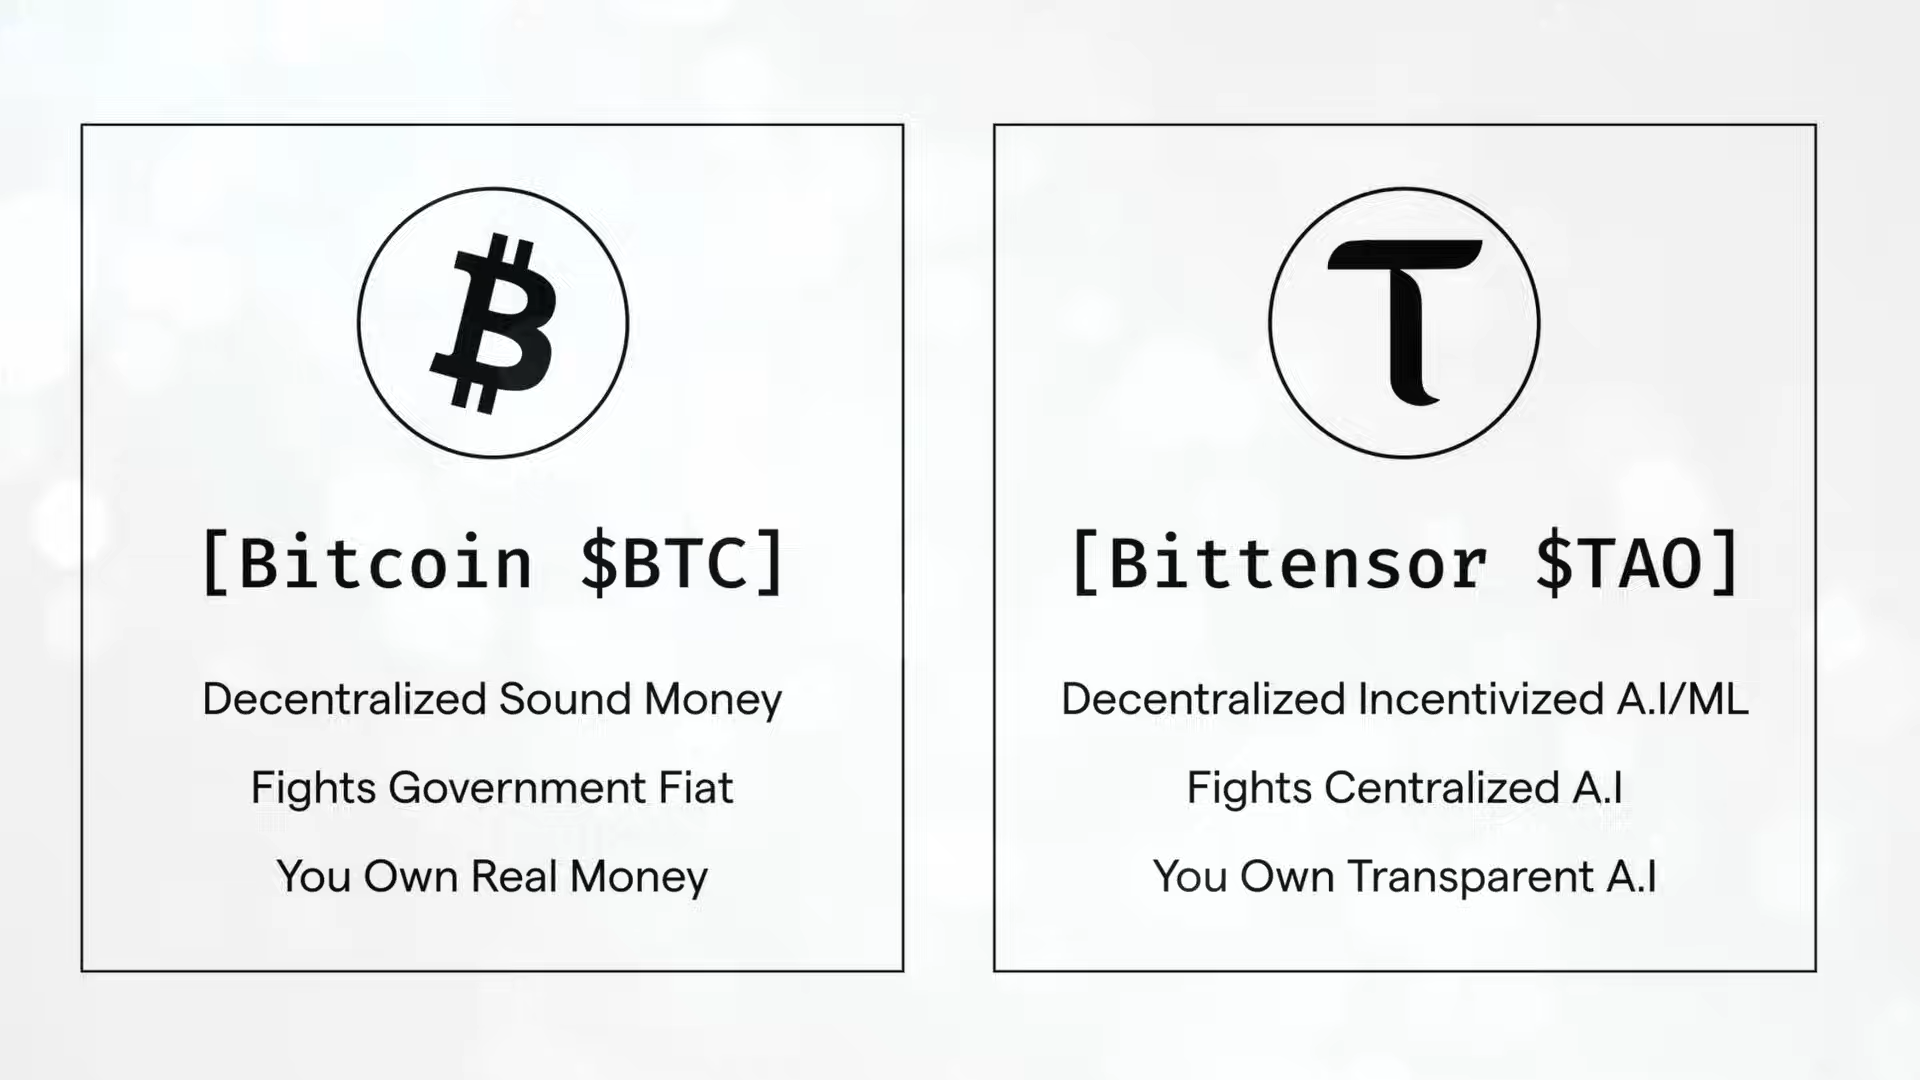 [Bitcoin $BTC]
Decentralized Sound Money
Fights Government Fiat
You Own Real Money
[Bittensor $TAO]
Decentralized Incentivized A.I/ML
Fights Centralized A.I
You Own Transparent A.I